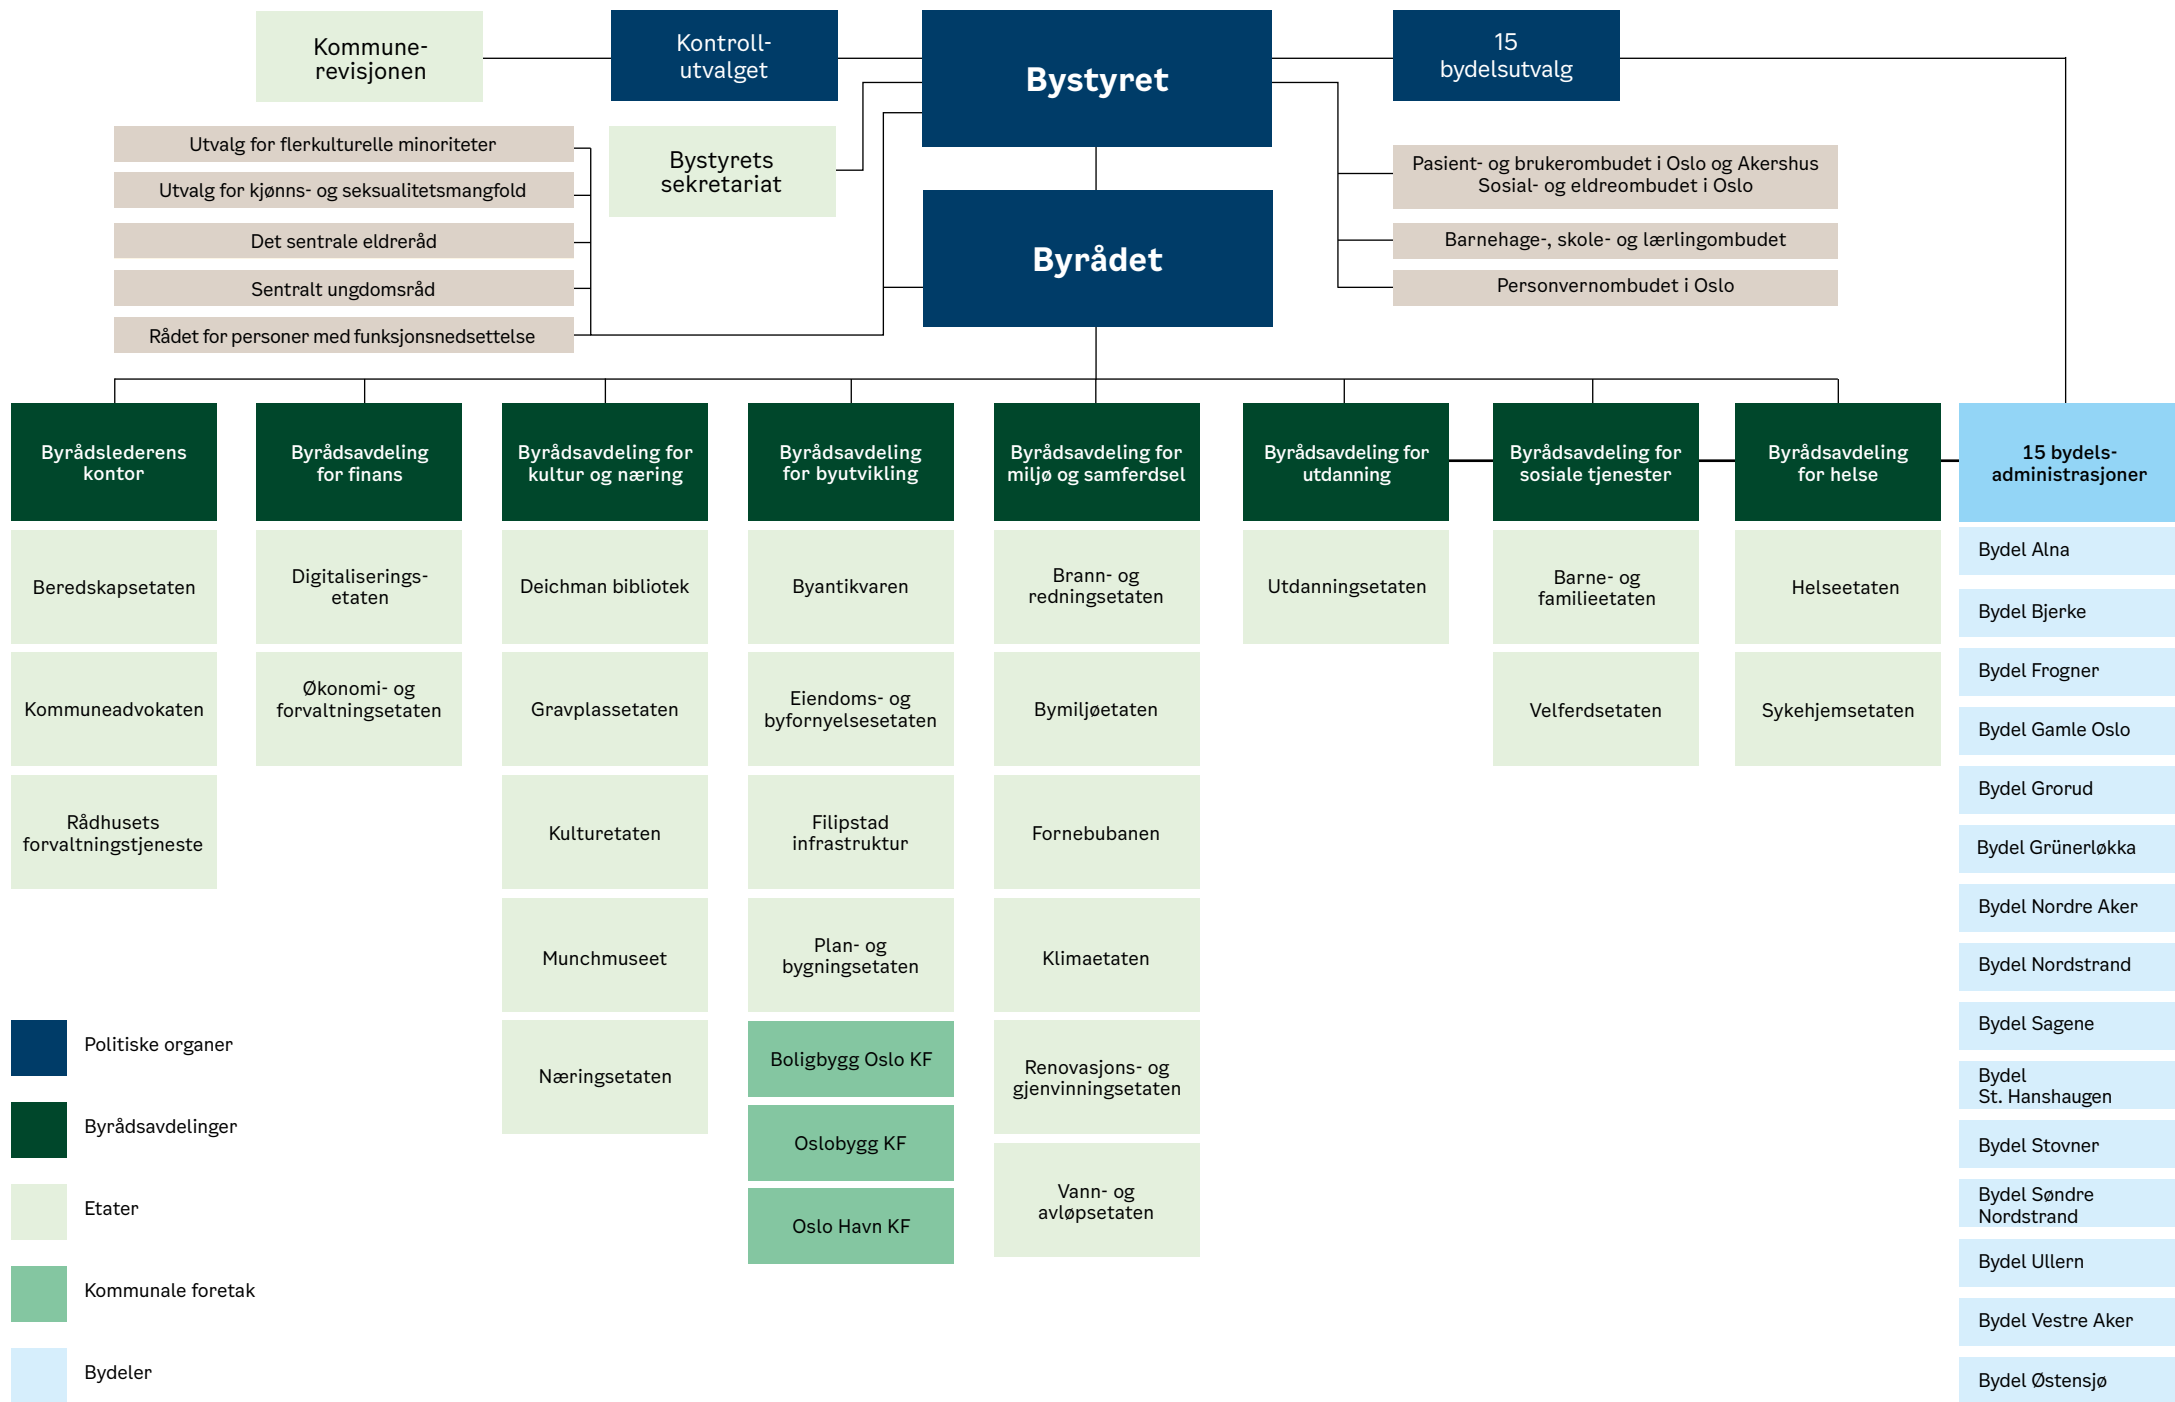 Kommune-
revisjonen
Kontroll-
utvalget
Bystyret
15
bydelsutvalg
Utvalg for flerkulturelle minoriteter
Utvalg for kjønns- og seksualitetsmangfold
Det sentrale eldreråd
Sentralt ungdomsråd
Rådet for personer med funksjonsnedsettelse
Bystyrets
sekretariat
Byrådet
Pasient- og brukerombudet i Oslo og Akershus
Sosial- og eldreombudet i Oslo
Barnehage-, skole- og lærlingombudet
Personvernombudet i Oslo
Byrådslederens
kontor
Beredskapsetaten
Kommuneadvokaten
Rådhusets
forvaltningstjeneste
Byrådsavdeling
for finans
Digitaliserings-
etaten
Økonomi- og
forvaltningsetaten
Byrådsavdeling for
kultur og næring
Deichman bibliotek
Gravplassetaten
Kulturetaten
Munchmuseet
Næringsetaten
Byrådsavdeling
for byutvikling
Byantikvaren
Eiendoms- og
byfornyelsesetaten
Filipstad
infrastruktur
Plan- og
bygningsetaten
Boligbygg Oslo KF
Oslobygg KF
Oslo Havn KF
Byrådsavdeling for
miljø og samferdsel
Brann- og
redningsetaten
Bymiljøetaten
Fornebubanen
Klimaetaten
Renovasjons- og
gjenvinningsetaten
Vann- og
avløpsetaten
Byrådsavdeling for
utdanning
Utdanningsetaten
Byrådsavdeling for
sosiale tjenester
Barne- og
familieetaten
Velferdsetaten
Byrådsavdeling
for helse
Helseetaten
Sykehjemsetaten
15 bydels-
administrasjoner
Bydel Alna
Bydel Bjerke
Bydel Frogner
Bydel Gamle Oslo
Bydel Grorud
Bydel Grünerløkka
Bydel Nordre Aker
Bydel Nordstrand
Bydel Sagene
Bydel
St. Hanshaugen
Bydel Stovner
Bydel Søndre
Nordstrand
Bydel Ullern
Bydel Vestre Aker
Bydel Østensjø
Politiske organer
Byrådsavdelinger
Etater
Kommunale foretak
Bydeler